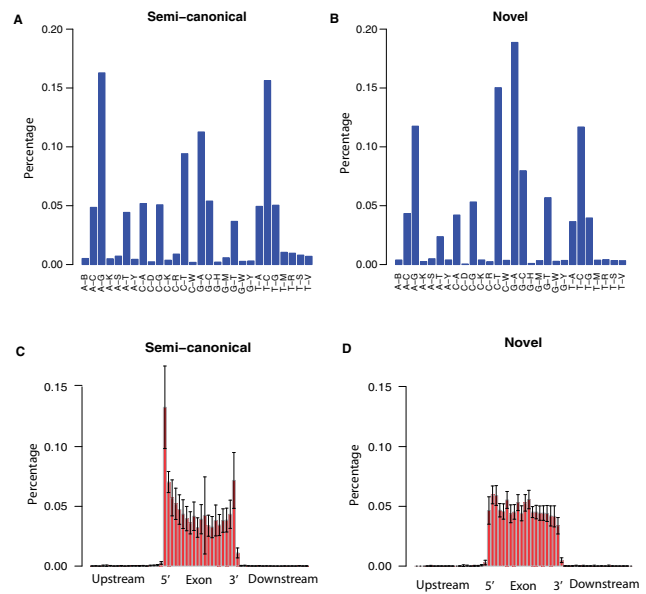 A
Semi-canonical
B
Novel
Percentage
0.20
0.15
0.10
0.05
0.00
A-B
A-C
A-G
A-K
A-S
A-T
A-Y
C-A
C-D
C-G
C-K
C-R
C-T
C-W
G-A
G-C
G-H
G-M
G-T
G-W
G-Y
T-A
T-C
T-G
T-M
T-R
T-S
T-V
Percentage
0.20
0.15
0.10
0.05
0.00
A-B
A-C
A-G
A-K
A-S
A-T
A-Y
C-A
C-D
C-G
C-K
C-R
C-T
C-W
G-A
G-C
G-H
G-M
G-T
G-W
G-Y
T-A
T-C
T-G
T-M
T-R
T-S
T-V
C
Semi-canonical
D
Novel
Percentage
0.15
0.10
0.05
0.00
Upstream 5’ Exon 3’ Downstream
Percentage
0.15
0.10
0.05
0.00
Upstream 5’ Exon 3’ Downstream